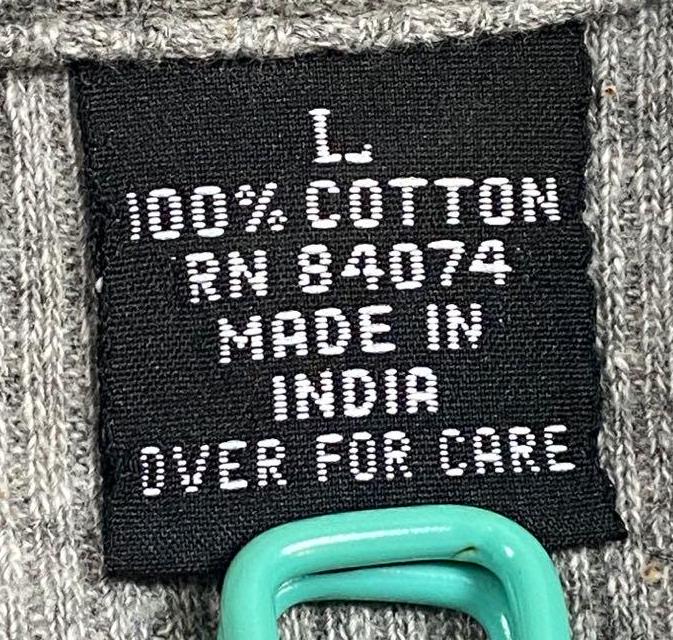 L
100% COTTON
RN 84074
MADE IN
INDIA
OVER FOR CARE